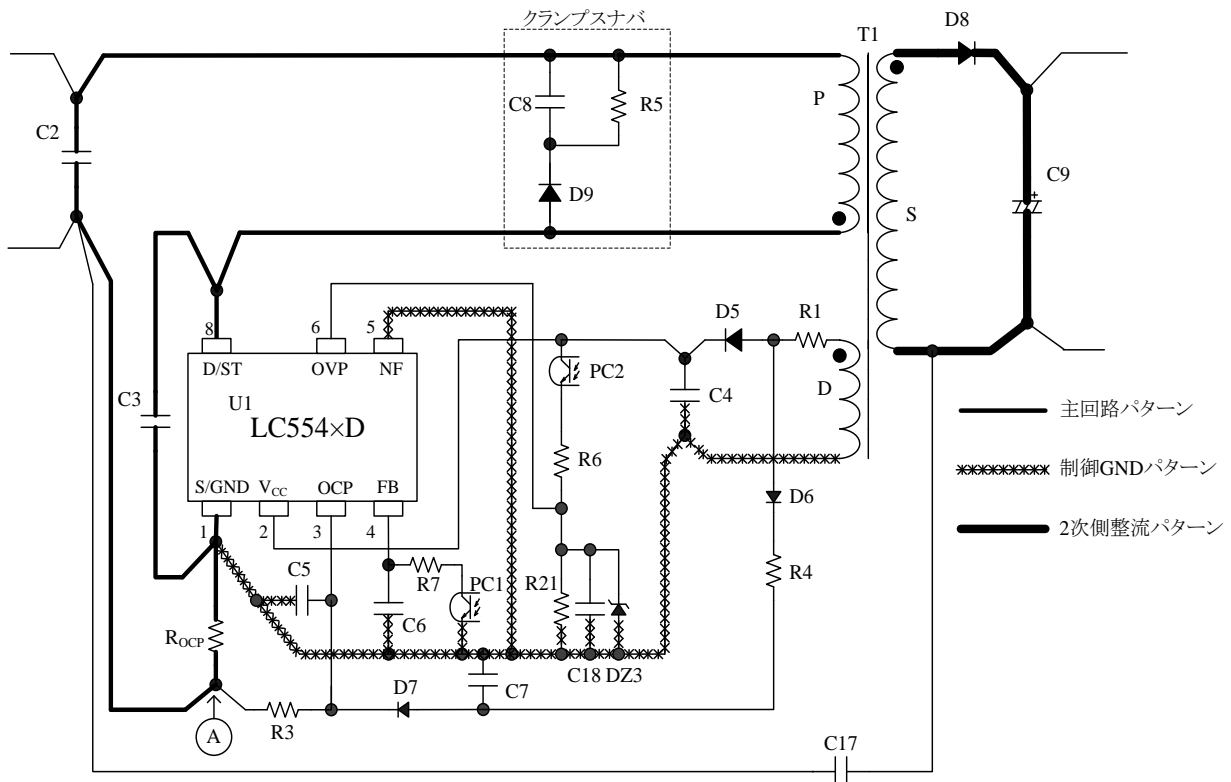 クランプスナバ
D8
T1
P
C8
R5
C2
D9
S
C9
+
8
6
5
D/ST
OVP
NF
D5
R1
PC2
D
C4
C3
U1
LC554×D
主回路パターン
R6
制御GNDパターン
S/GND
VCC
OCP
FB
D6
1
2
3
4
2次側整流パターン
C5
R7
PC1
R21
R4
C6
ROCP
C18
DZ3
D7
C7
R3
A
C17